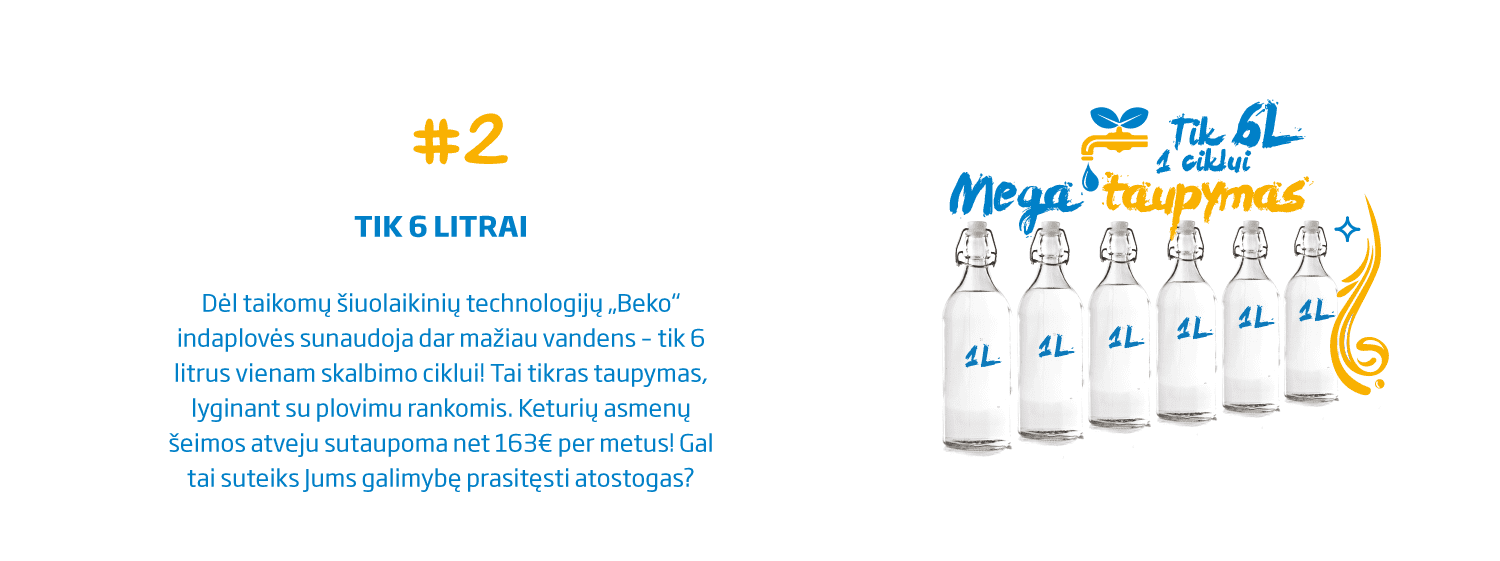 #2
TIK 6 LITRAI
Dėl taikomų šiuolaikinių technologijų „Beko“
indaplovės sunaudoja dar mažiau vandens – tik 6
litrus vienam skalbimo ciklui! Tai tikras taupymas,
lyginant su plovimu rankomis. Keturių asmenų
šeimos atveju sutaupoma net 163€ per metus! Gal
tai suteiks Jums galimybę prasitęsti atostogas?
Tik 6L
1 ciklui
Mega taupymas
1L 1L 1L 1L 1L 1L